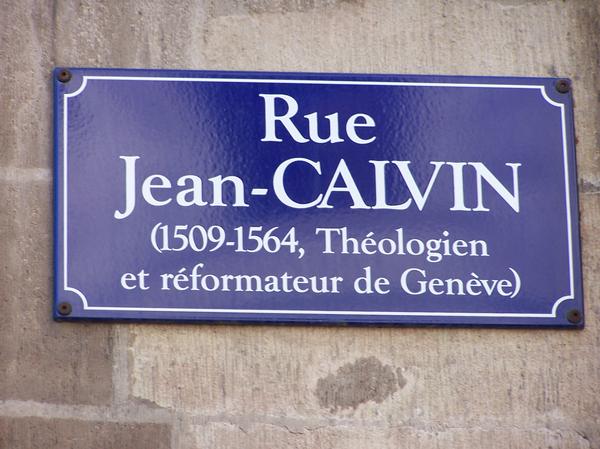 Rue
Jean-CALVIN
(1509-1564, Théologien
et réformateur de Genève)